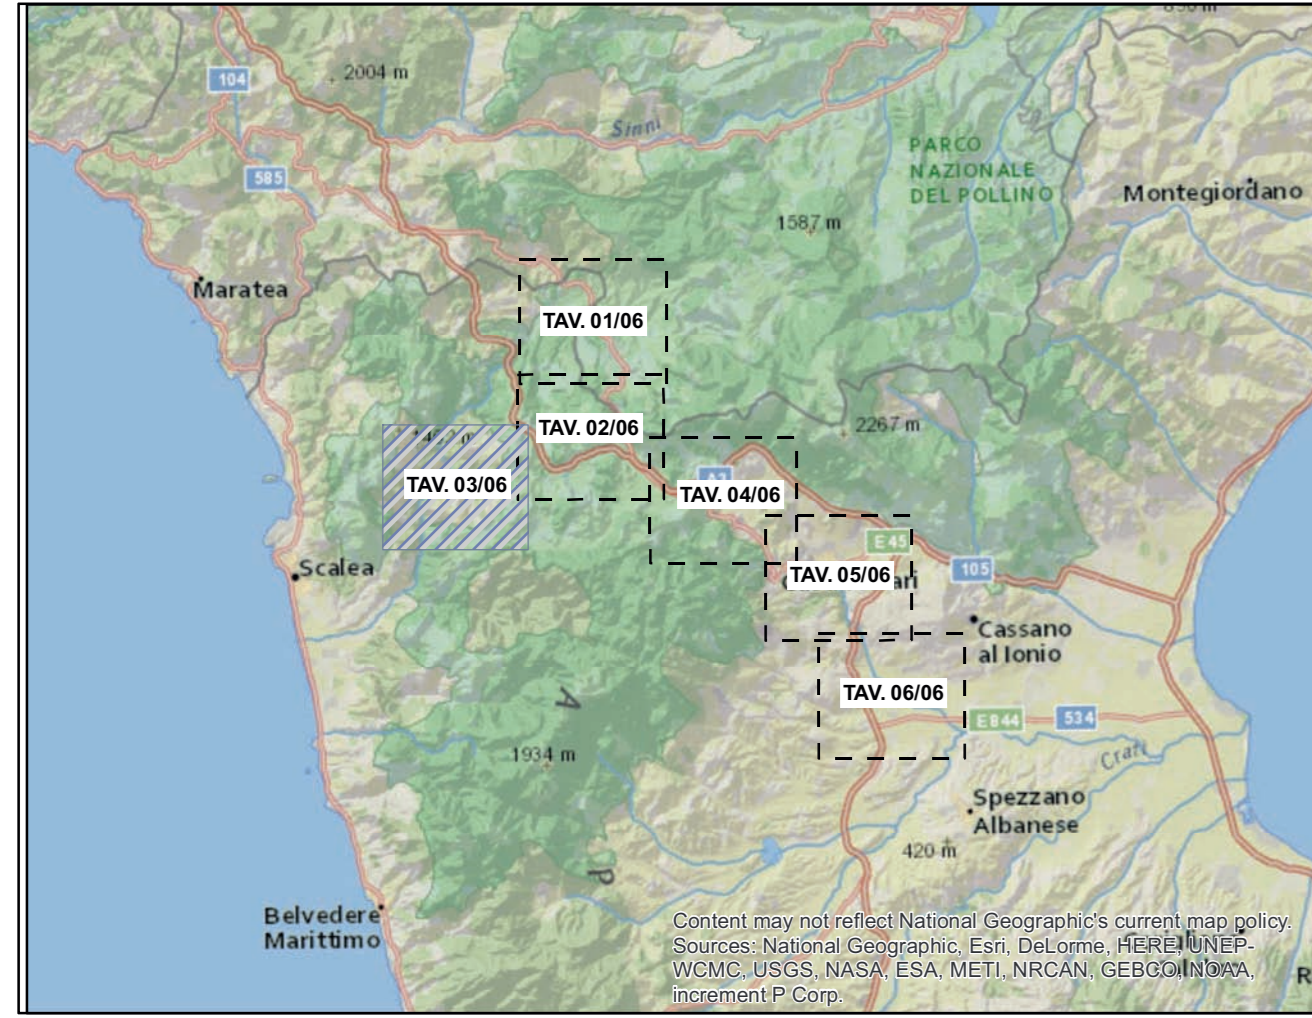 890 m
104
2004 m
Sinni
585
PARCO
NAZIONALE
DEL POLLINO
Montegiordano
1587 m
Maratea
TAV. 01/06
2267 m
TAV. 02/06
TAV. 03/06
A3
TAV. 04/06
E 45
105
Scalea
TAV. 05/06
Cassano
al Ionio
TAV. 06/06
E 844
534
A
1934 m
Crati
Spezzano
Albanese
420 m
P
Belvedere
Marittimo
Content may not reflect National Geographic's current map policy.
Sources: National Geographic, Esri, DeLorme, HERE, UNEP-
WCMC, USGS, NASA, ESA, METI, NRCAN, GEBCO, NOAA,
increment P Corp.
R